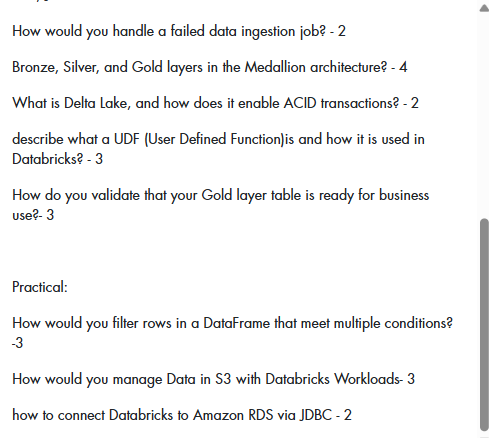 How would you handle a failed data ingestion job? - 2
Bronze, Silver, and Gold layers in the Medallion architecture? - 4
What is Delta Lake, and how does it enable ACID transactions? - 2
describe what a UDF (User Defined Function)is and how it is used in
Databricks? - 3
How do you validate that your Gold layer table is ready for business
use?- 3
Practical:
How would you filter rows in a DataFrame that meet multiple conditions?
-3
How would you manage Data in S3 with Databricks Workloads- 3
how to connect Databricks to Amazon RDS via JDBC - 2